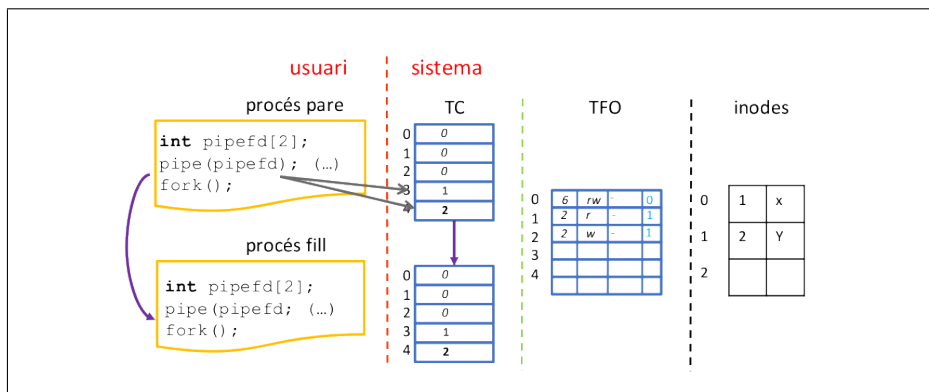 usuari sistema
procés pare TC TFO inodes
int pipefd[2];
pipe(pipefd); (…)
fork();
0 0
1 0
2 0
3 1
4 2
0 6 rw - 0
1 2 r - 1
2 2 w - 1
3
4
0 1 x
1 2 Y
2
procés fill
int pipefd[2];
pipe(pipefd; (…)
fork();
0 0
1 0
2 0
3 1
4 2